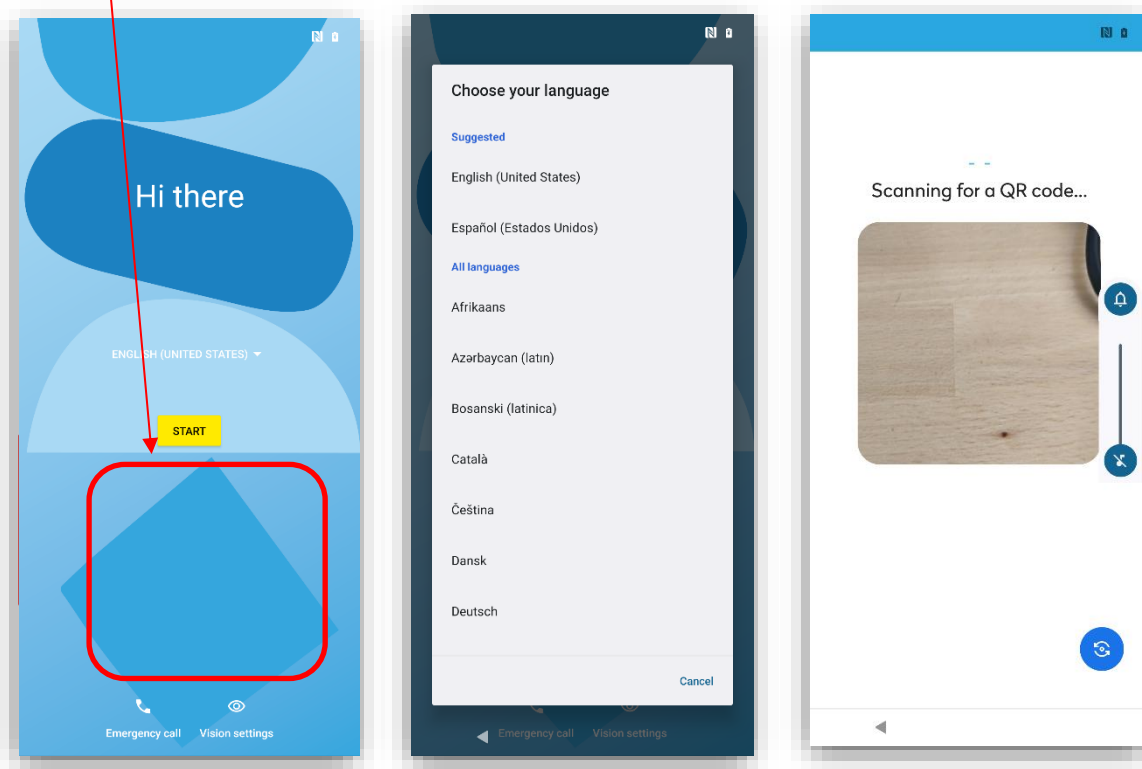 Hi there
ENGLISH (UNITED STATES)
START
Emergency call Vision settings
Choose your language
Suggested
English (United States)
Español (Estados Unidos)
All languages
Afrikaans
Azərbaycan (latın)
Bosanski (latinica)
Català
Čeština
Dansk
Deutsch
Cancel
Emergency call Vision settings
Scanning for a QR code...